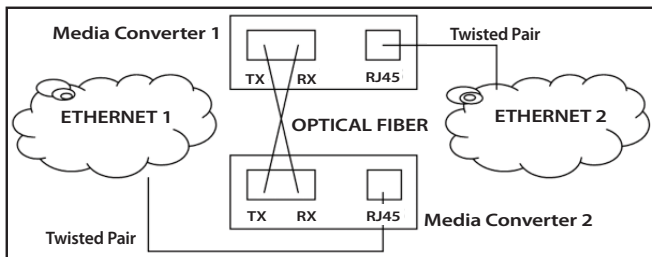 Media Converter 1
Twisted Pair
TX RX RJ45
ETHERNET 1
OPTICAL FIBER
ETHERNET 2
TX RX RJ45
Media Converter 2
Twisted Pair